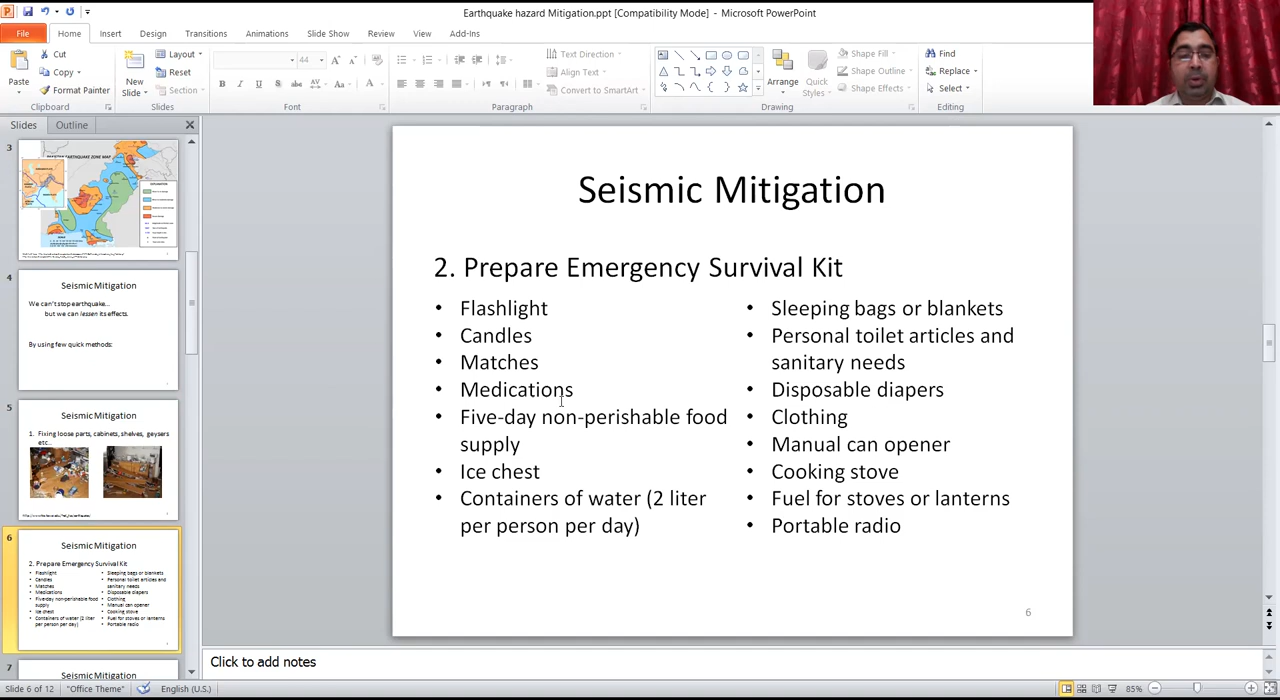 Earthquake hazard Mitigation.ppt [Compatibility Mode] - Microsoft PowerPoint
File Home Insert Design Transitions Animations Slide Show Review View Add-Ins
Cut
Copy
Format Painter
Paste
Clipboard
New
Slide
Layout
Reset
Section
Slides
44
Font
Text Direction
Align Text
Convert to SmartArt
Paragraph
Arrange
Quick
Styles
Shape Fill
Shape Outline
Shape Effects
Drawing
Find
Replace
Select
Editing
Slides Outline
3
4
Seismic Mitigation
We can't stop earthquake...
but we can lessen its effects.
By using few quick methods:
5
Seismic Mitigation
1. Fixing loose parts, cabinets, shelves, geysers
etc..
6
Seismic Mitigation
2. Prepare Emergency Survival Kit
Flashlight
Candles
Matches
Medications
Five-day non-perishable food
supply
Ice chest
Containers of water (2 liter
per person per day)
Sleeping bags or blankets
Personal toilet articles and
sanitary needs
Disposable diapers
Clothing
Manual can opener
Cooking stove
Fuel for stoves or lanterns
Portable radio
7
Seismic Mitigation
Seismic Mitigation
2. Prepare Emergency Survival Kit
• Flashlight
• Candles
• Matches
• Medications
• Five-day non-perishable food
supply
• Ice chest
• Containers of water (2 liter
per person per day)
• Sleeping bags or blankets
• Personal toilet articles and
sanitary needs
• Disposable diapers
• Clothing
• Manual can opener
• Cooking stove
• Fuel for stoves or lanterns
• Portable radio
6
Click to add notes
Slide 6 of 12 "Office Theme" English (U.S.) 85%